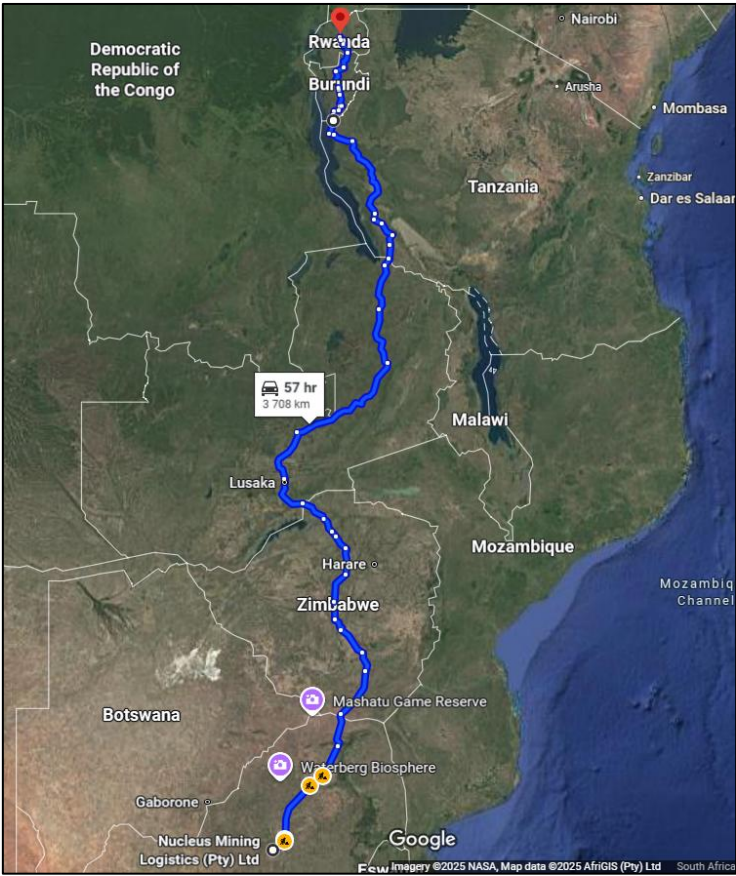 Nairobi
Rwanda
Democratic
Republic of
the Congo
Burundi
Arusha
Mombasa
Tanzania
Zanzibar
Dar es Salaar
57 hr
3 708 km
Malawi
Lusaka
Mozambique
Harare
Mozambiq
Channel
Zimbabwe
Mashatu Game Reserve
Botswana
Waterberg Biosphere
Gaborone
Nucleus Mining
Logistics (Pty) Ltd
Google
Esw
Imagery ©2025 NASA, Map data ©2025 AfriGIS (Pty) Ltd South Africa